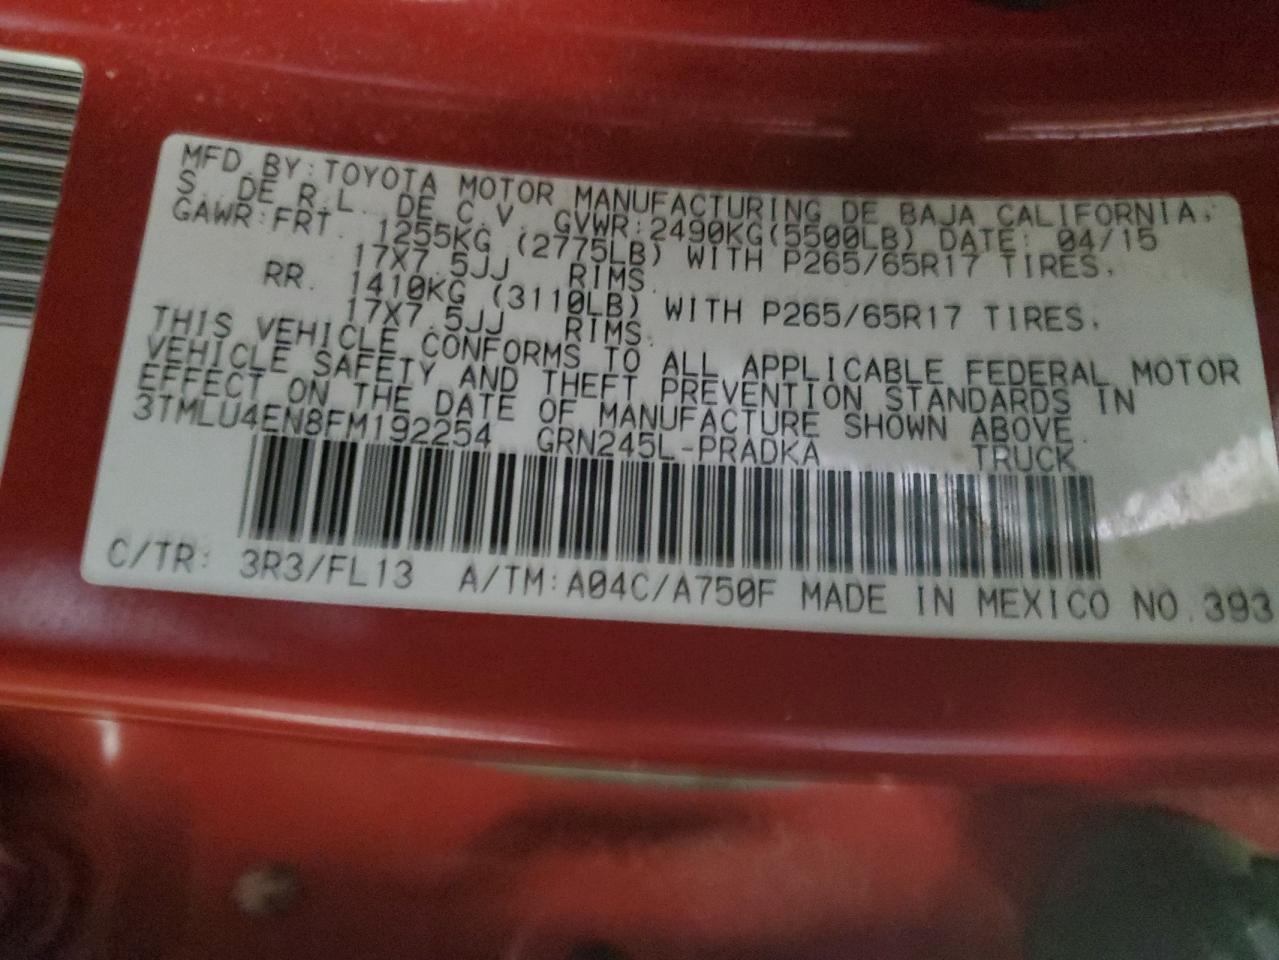 MFD.BY:TOYOTA MOTOR MANUFACTURING DE BAJA CALIFORNIA,
S. DE R.L. DE C.V. GVWR:2490KG(5500LB) DATE: 04/15
GAWR:FRT. 1255KG (2775LB) WITH P265/65R17 TIRES,
17X7.5JJ RIMS.
RR. 1410KG (3110LB) WITH P265/65R17 TIRES,
17X7.5JJ RIMS.
THIS VEHICLE CONFORMS TO ALL APPLICABLE FEDERAL MOTOR
VEHICLE SAFETY AND THEFT PREVENTION STANDARDS IN
EFFECT ON THE DATE OF MANUFACTURE SHOWN ABOVE.
3TMLU4EN8FM192254 GRN245L-PRADKA TRUCK
C/TR: 3R3/FL13 A/TM:A04C/A750F MADE IN MEXICO NO.393